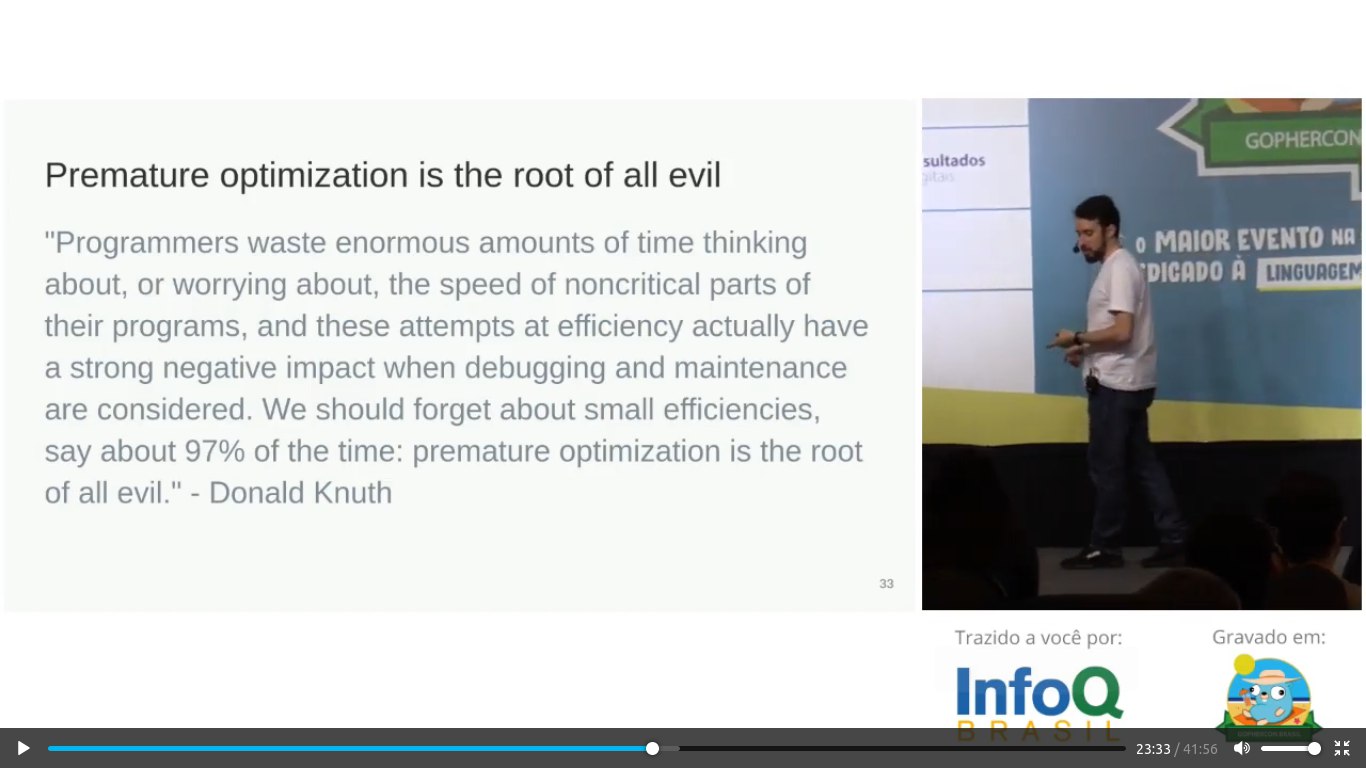 Premature optimization is the root of all evil
"Programmers waste enormous amounts of time thinking
about, or worrying about, the speed of noncritical parts of
their programs, and these attempts at efficiency actually have
a strong negative impact when debugging and maintenance
are considered. We should forget about small efficiencies,
say about 97% of the time: premature optimization is the root
of all evil." - Donald Knuth
33
GOPHERCON
sultados
gitais
O MAIOR EVENTO NA
EDICADO À LINGUAGEM
Trazido a você por:
Gravado em:
InfoQ
BRASIL
GOPHERCON BRASIL
23:33 / 41:56